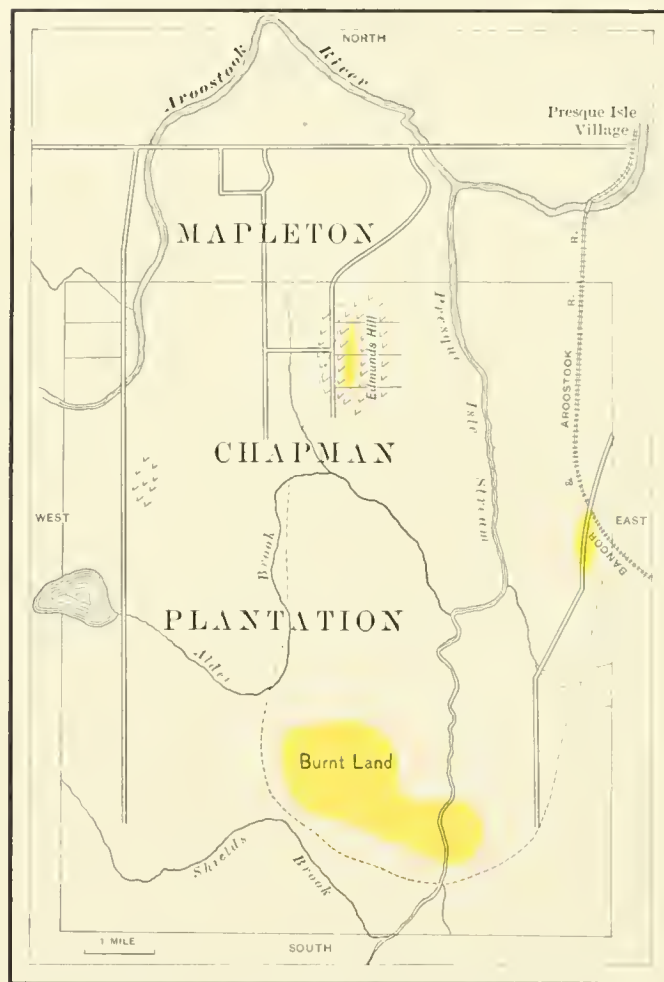 NORTH
Aroostook River
Presque Isle
Village
MAPLETON
R. R.
Edmunds Hill
Presque Isle Stream
AROOSTOOK
&
BANGOR
CHAPMAN
WEST
EAST
Brook
PLANTATION
Alder
Burnt Land
Shields Brook
1 MILE
SOUTH